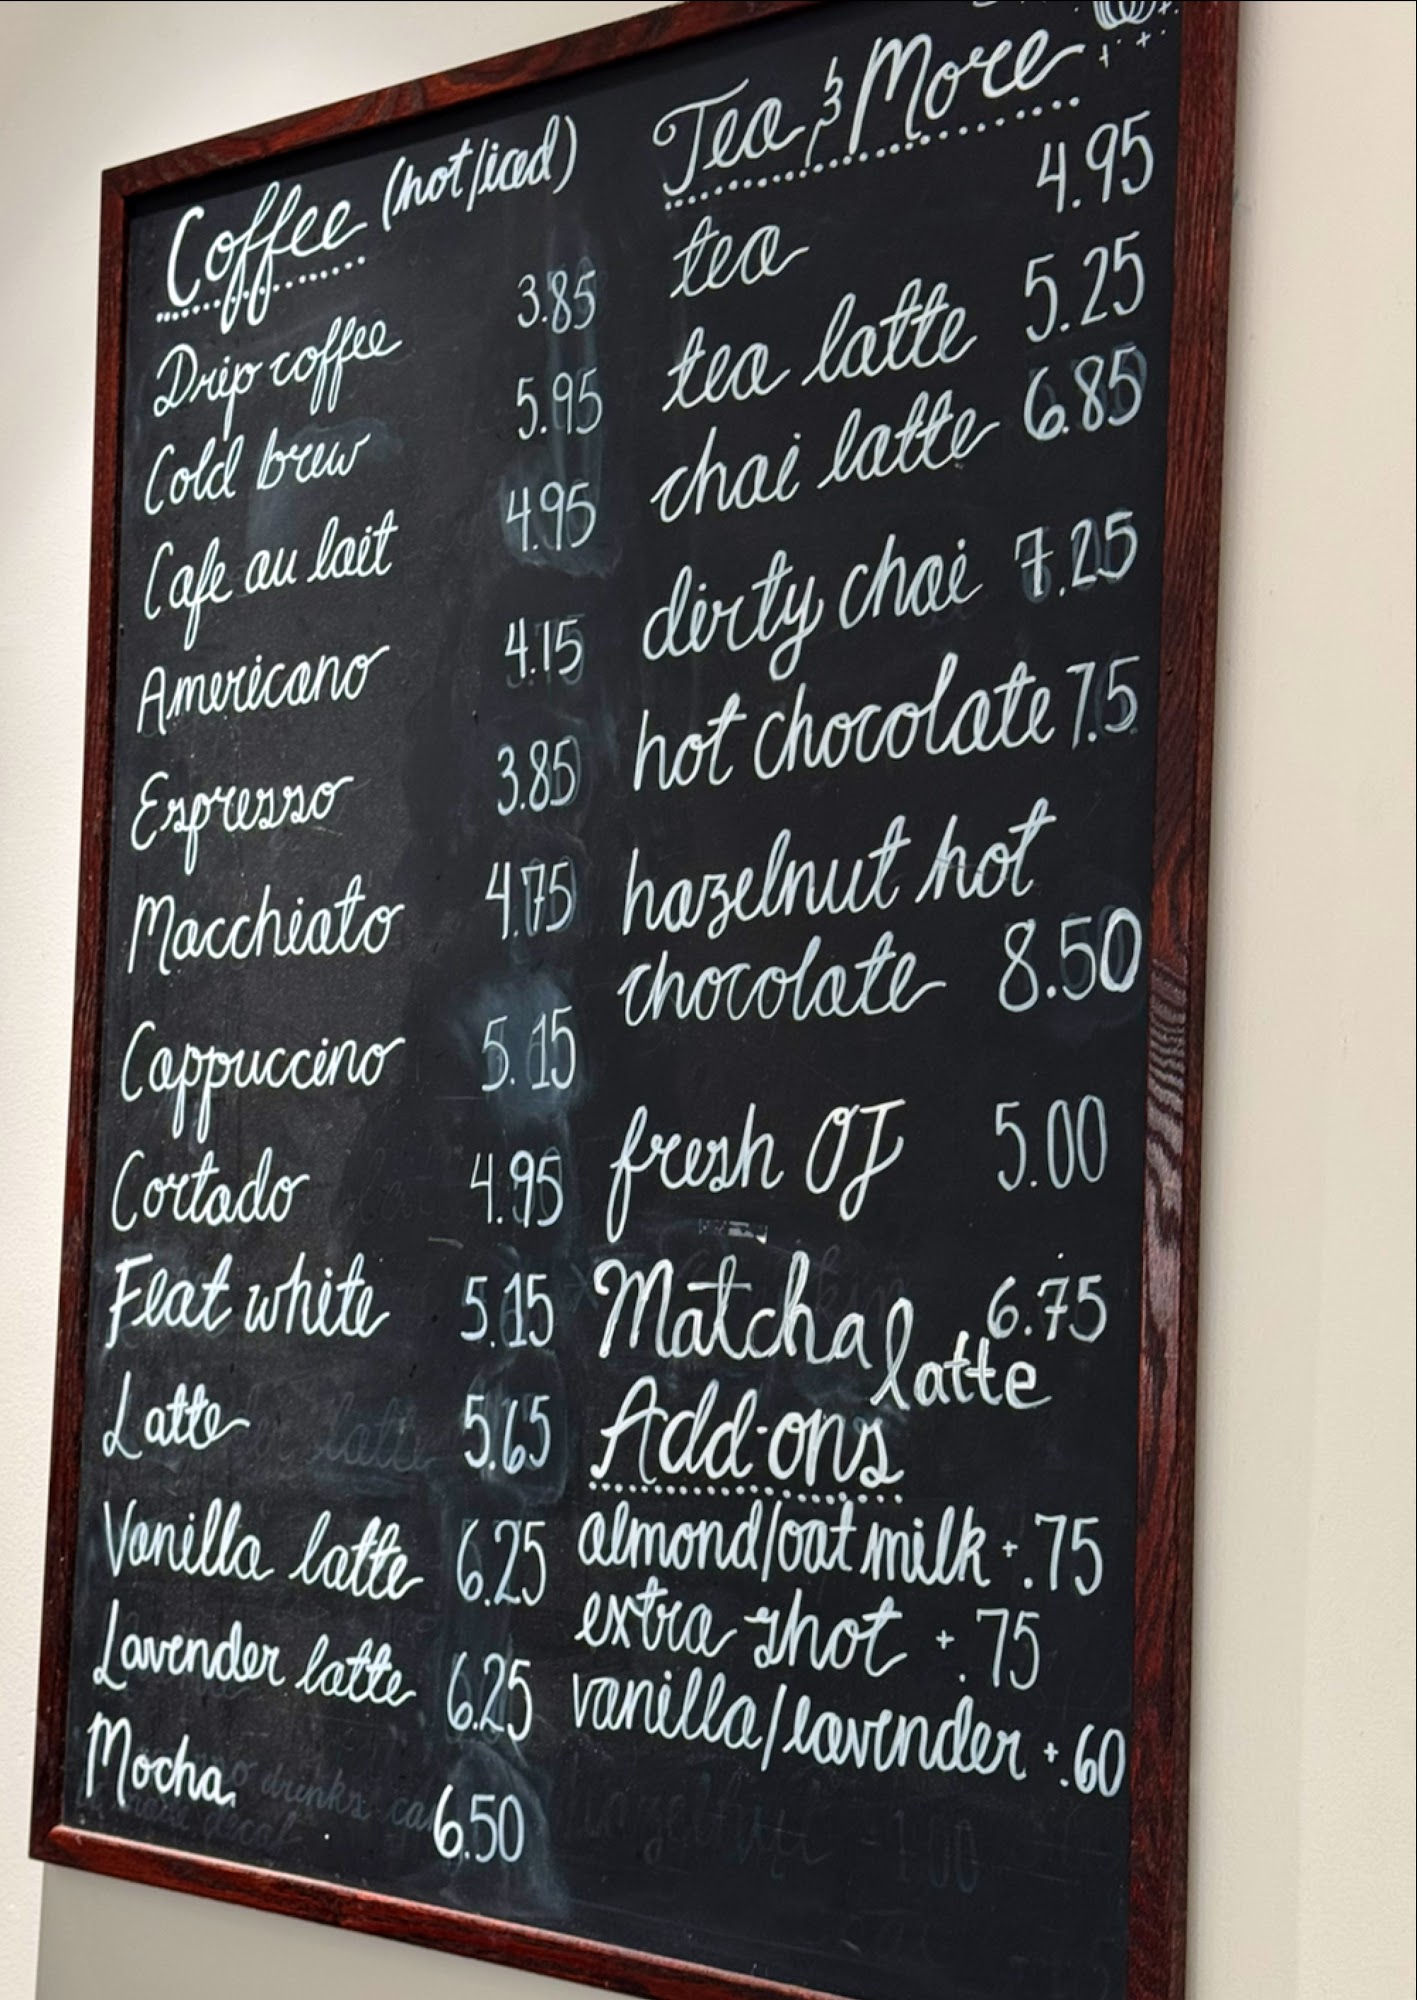 Coffee (hot/iced)
Drip coffee 3.85
Cold brew 5.95
Cafe au lait 4.95
Americano 4.15
Espresso 3.85
Macchiato 4.75
Cappuccino 5.15
Cortado 4.95
Flat white 5.15
Latte 5.65
Vanilla latte 6.25
Lavender latte 6.25
Mocha 6.50
Tea & More
tea 4.95
tea latte 5.25
chai latte 6.85
dirty chai 7.25
hot chocolate 7.5
hazelnut hot
chocolate 8.50
fresh OJ 5.00
Matcha latte 6.75
Add-ons
almond/oat milk +.75
extra shot +.75
vanilla/lavender +.60